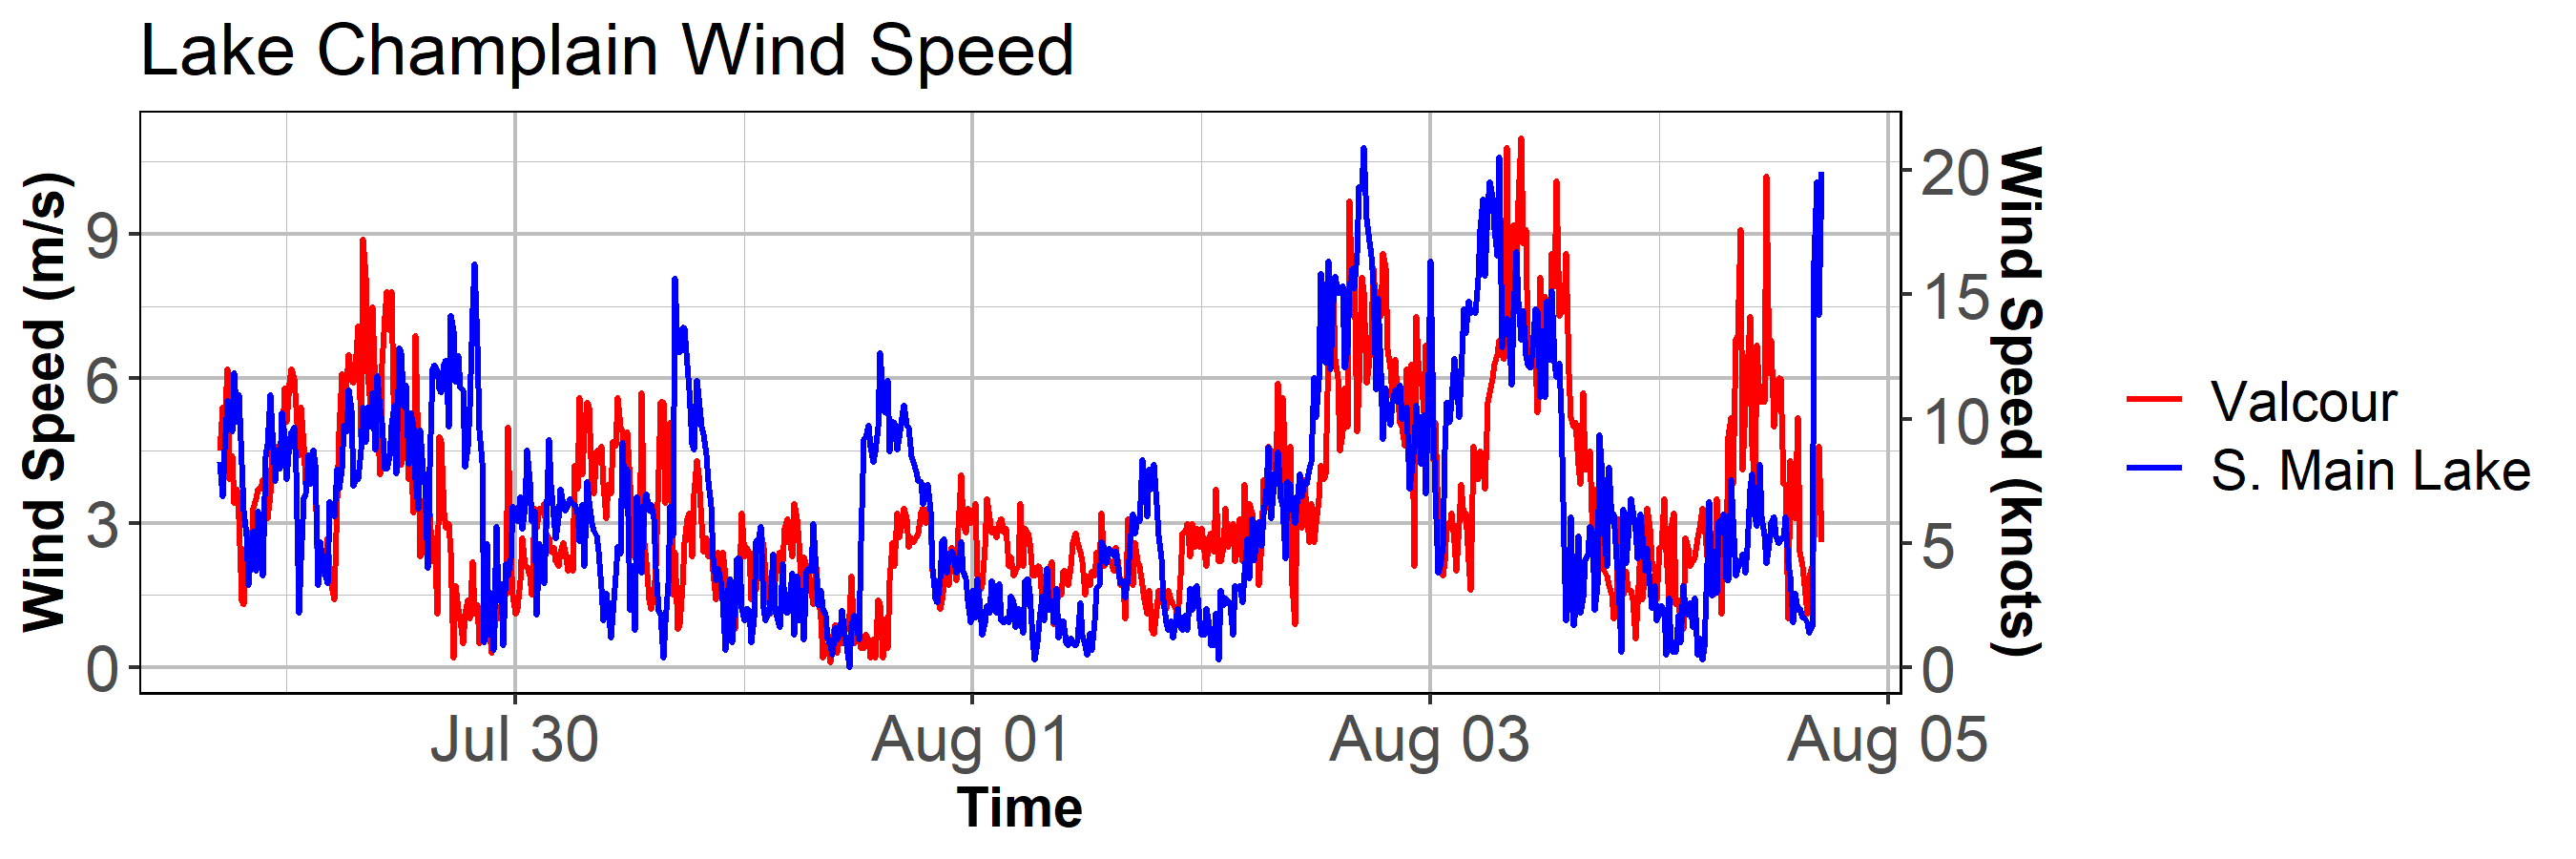 Lake Champlain Wind Speed
Wind Speed (m/s)
9
6
3
0
20
15
10
5
0
Wind Speed (knots)
Jul 30
Aug 01
Aug 03
Aug 05
Time
Valcour
S. Main Lake